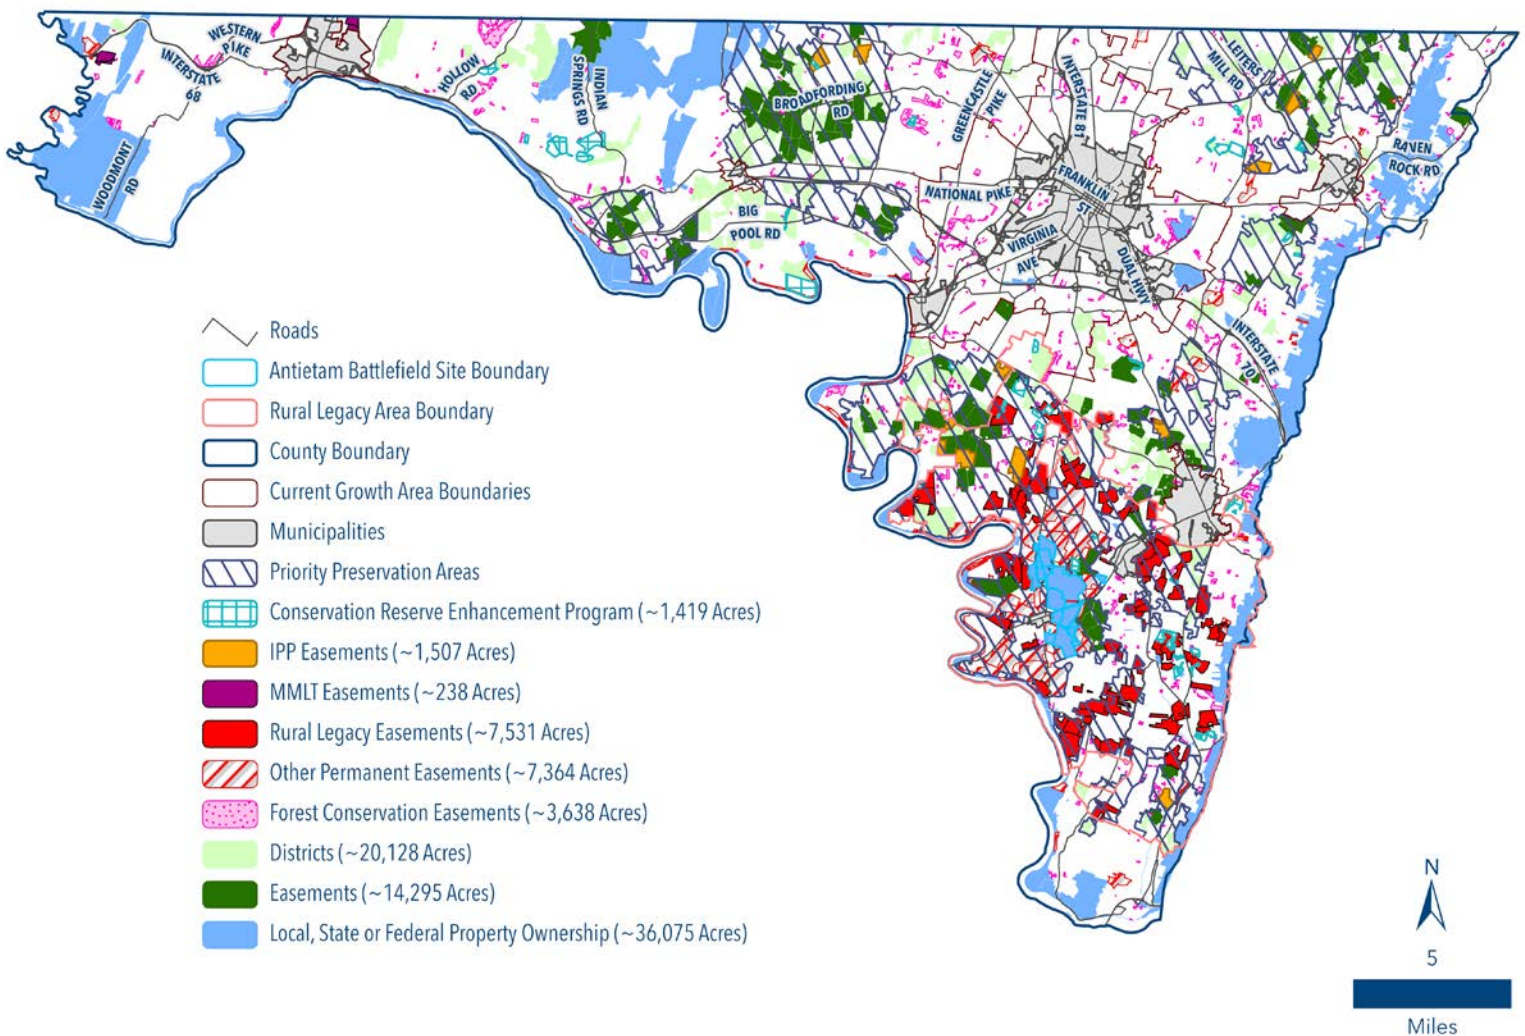 WESTERN
PIKE
INTERSTATE
68
WOODMONT
RD
HOLLOW
RD
INDIAN
SPRINGS RD
BROADFORDING
RD
GREENCASTLE
PIKE
INTERSTATE 81
LEITERS
MILL RD
RAVEN
ROCK RD
NATIONAL PIKE
FRANKLIN
ST
BIG
POOL RD
VIRGINIA
AVE
DUAL HWY
INTERSTATE
70
Roads
Antietam Battlefield Site Boundary
Rural Legacy Area Boundary
County Boundary
Current Growth Area Boundaries
Municipalities
Priority Preservation Areas
Conservation Reserve Enhancement Program (~1,419 Acres)
IPP Easements (~1,507 Acres)
MMLT Easements (~238 Acres)
Rural Legacy Easements (~7,531 Acres)
Other Permanent Easements (~7,364 Acres)
Forest Conservation Easements (~3,638 Acres)
Districts (~20,128 Acres)
Easements (~14,295 Acres)
Local, State or Federal Property Ownership (~36,075 Acres)
N
5
Miles